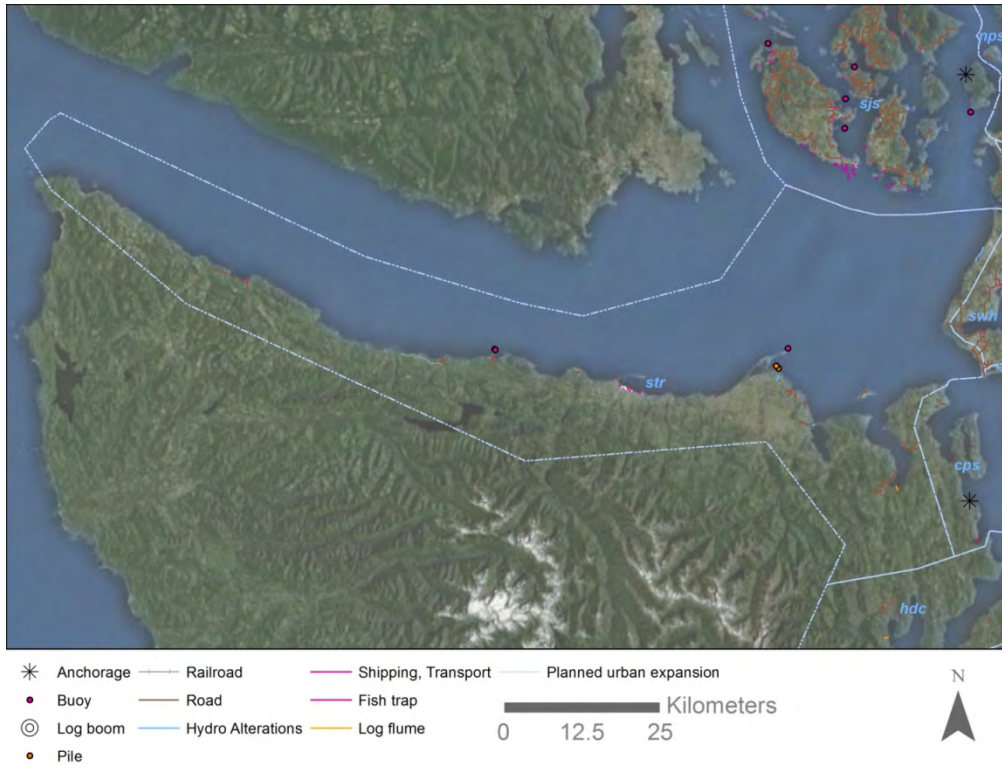 nps
sjs
swh
str
cps
hdc
Anchorage Railroad Shipping, Transport Planned urban expansion
Buoy Road Fish trap Kilometers N
Log boom Hydro Alterations Log flume 0 12.5 25
Pile